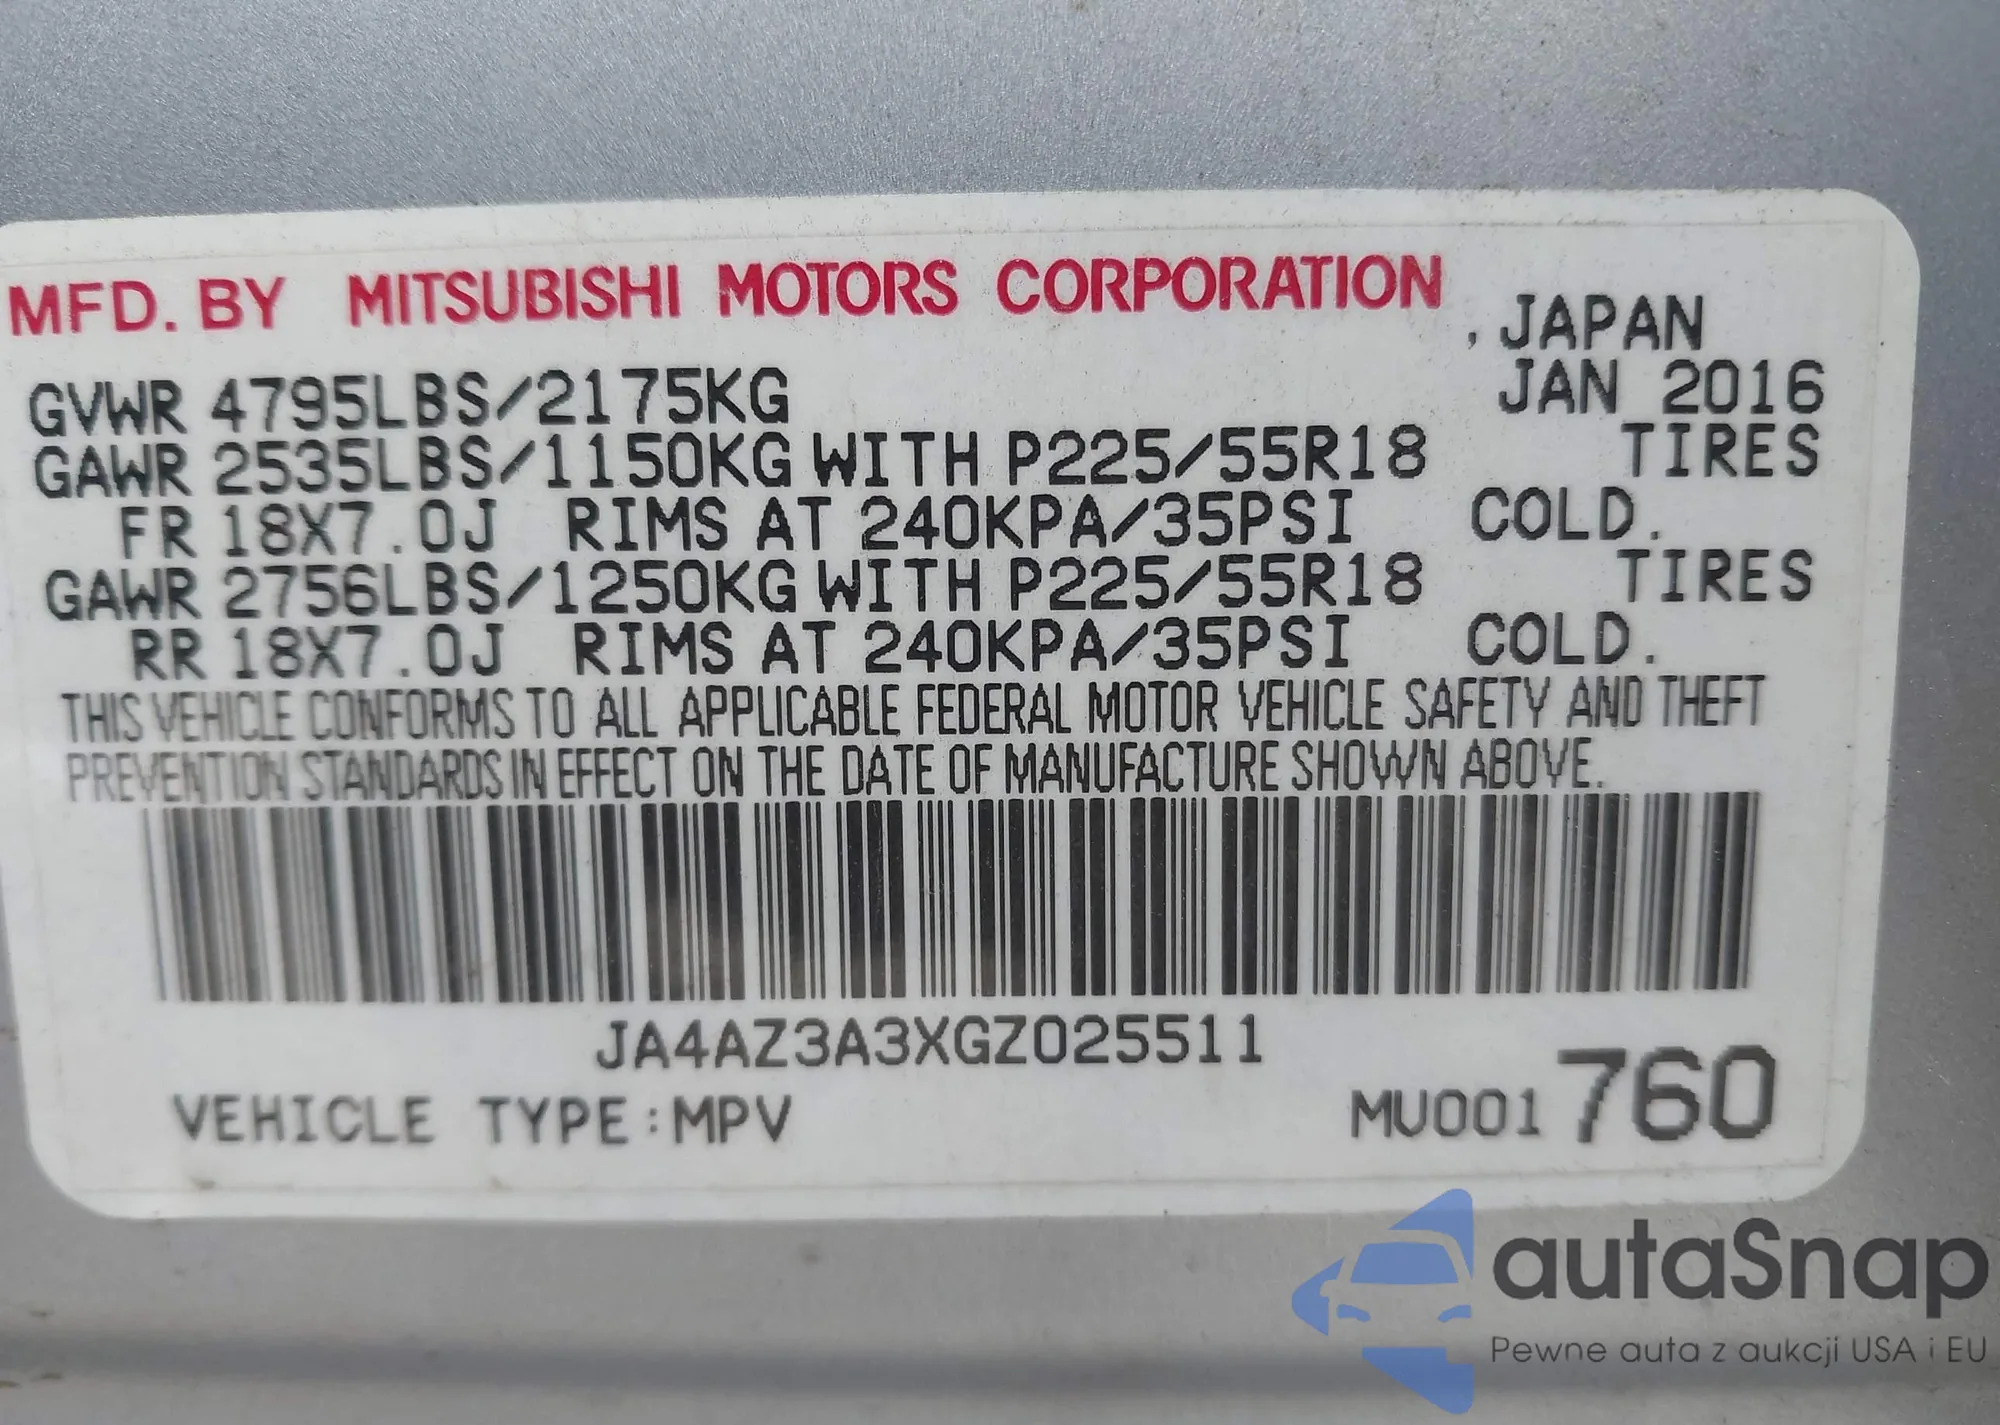 MFD. BY MITSUBISHI MOTORS CORPORATION , JAPAN
GVWR 4795LBS/2175KG JAN 2016
GAWR 2535LBS/1150KG WITH P225/55R18 TIRES
FR 18X7.0J RIMS AT 240KPA/35PSI COLD.
GAWR 2756LBS/1250KG WITH P225/55R18 TIRES
RR 18X7.0J RIMS AT 240KPA/35PSI COLD.
THIS VEHICLE CONFORMS TO ALL APPLICABLE FEDERAL MOTOR VEHICLE SAFETY AND THEFT
PREVENTION STANDARDS IN EFFECT ON THE DATE OF MANUFACTURE SHOWN ABOVE.
JA4AZ3A3XGZ025511
VEHICLE TYPE:MPV MU001760
autaSnap
Pewne auta z aukcji USA i EU